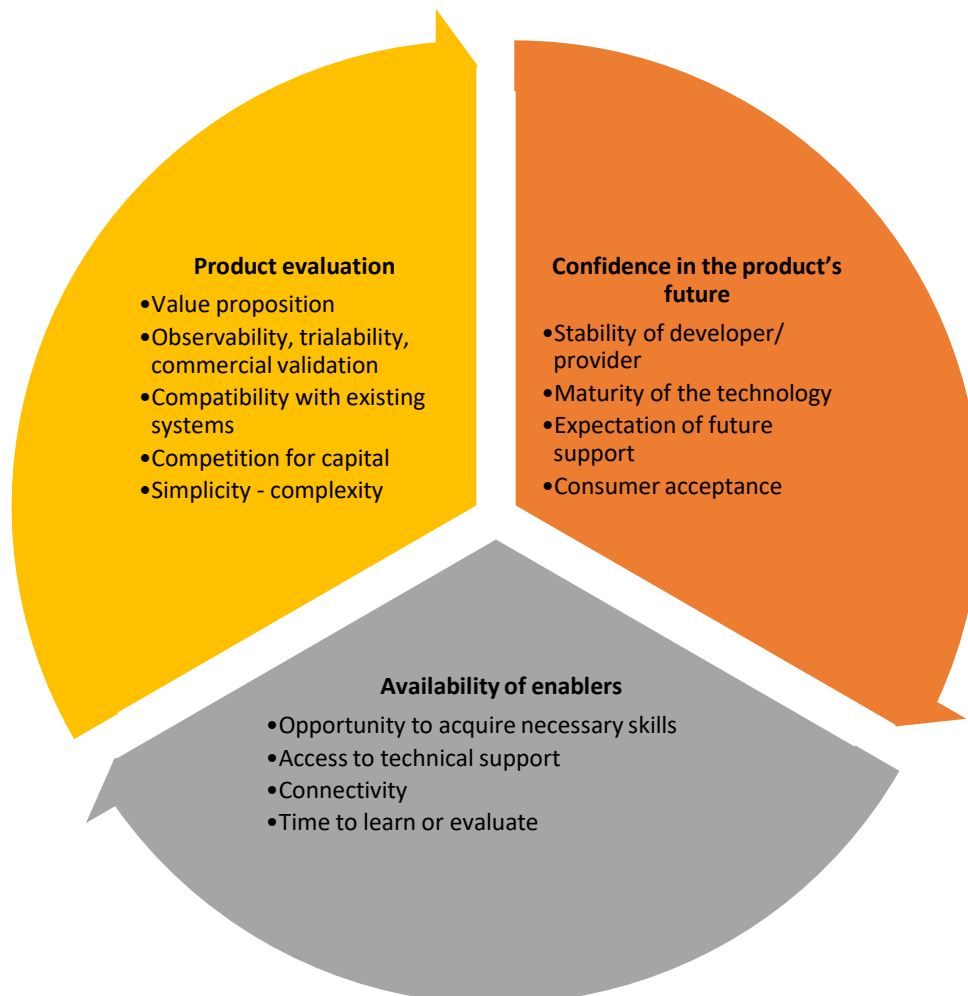 Product evaluation
•Value proposition
•Observability, trialability,
commercial validation
•Compatibility with existing
systems
•Competition for capital
•Simplicity - complexity
Confidence in the product’s
future
•Stability of developer/
provider
•Maturity of the technology
•Expectation of future
support
•Consumer acceptance
Availability of enablers
•Opportunity to acquire necessary skills
•Access to technical support
•Connectivity
•Time to learn or evaluate